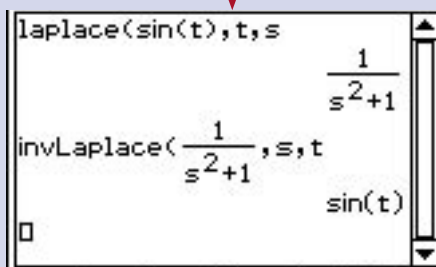 laplace(sin(t),t,s
1
s²+1
invLaplace(1/s²+1,s,t
sin(t)